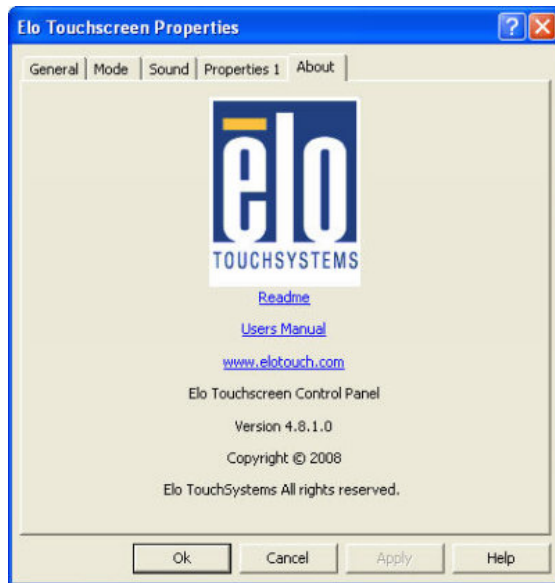 Elo Touchscreen Properties
General Mode Sound Properties 1 About
elo
TOUCHSYSTEMS
Readme
Users Manual
www.elotouch.com
Elo Touchscreen Control Panel
Version 4.8.1.0
Copyright © 2008
Elo TouchSystems All rights reserved.
Ok Cancel Apply Help